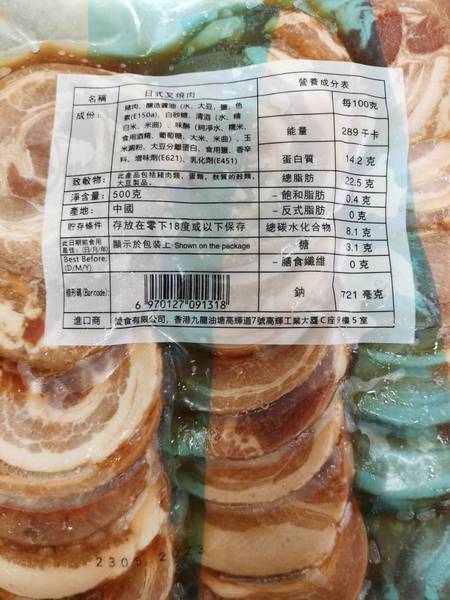 名稱 日式叉燒肉
成份: 豬肉、釀造醬油(水、大豆、鹽、色
素(E150a)、白砂糖、清酒(水、精
白米、米曲)、味醂(純淨水、糯米、
食用酒精、葡萄糖、大米、米曲)、玉
米澱粉、大豆分離蛋白、食用鹽、香辛
料、增味劑(E621)、乳化劑(E451)
致敏物: 此產品包括豬肉類，蛋類，麩質的穀類，
大豆製品。
淨含量: 500克
產地: 中國
貯存條件 存放在零下18度或以下保存
此日期前食用
最佳:(日/月/年)
Best Before:
(D/M/Y)
顯示於包裝上 Shown on the package
條形碼(Barcode):
6 970127 091318
進口商 食有限公司，香港九龍油塘高輝道7號高輝工業大廈C座9樓5室
營養成分表
每100克
能量 289 千卡
蛋白質 14.2 克
總脂肪 22.5 克
- 飽和脂肪 0.4 克
- 反式脂肪 0 克
總碳水化合物 8.1 克
糖 3.1 克
- 膳食纖維 0 克
鈉 721 毫克
2305 2023